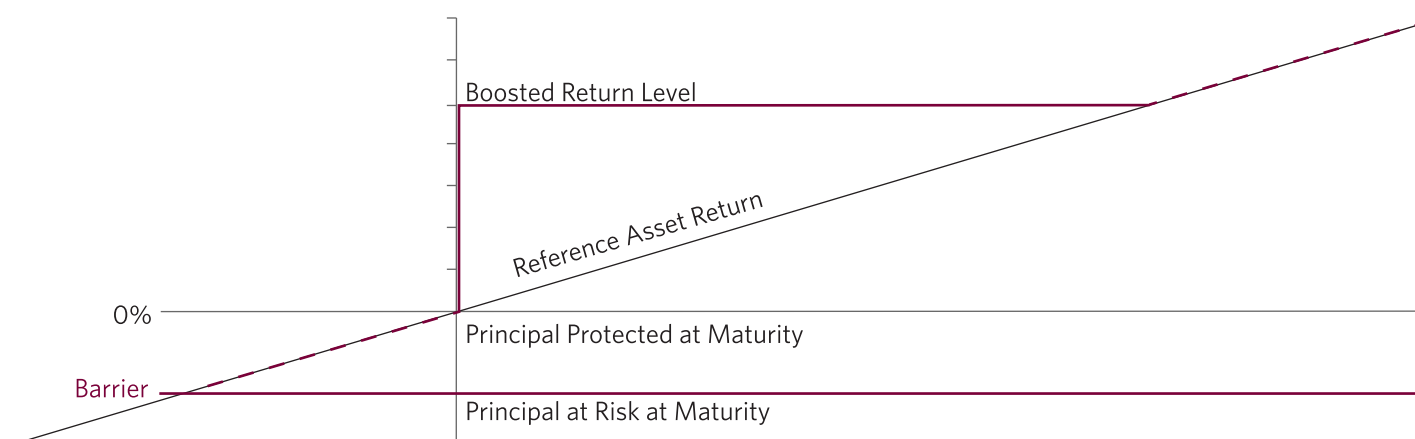 Boosted Return Level
Reference Asset Return
0%
Principal Protected at Maturity
Barrier
Principal at Risk at Maturity